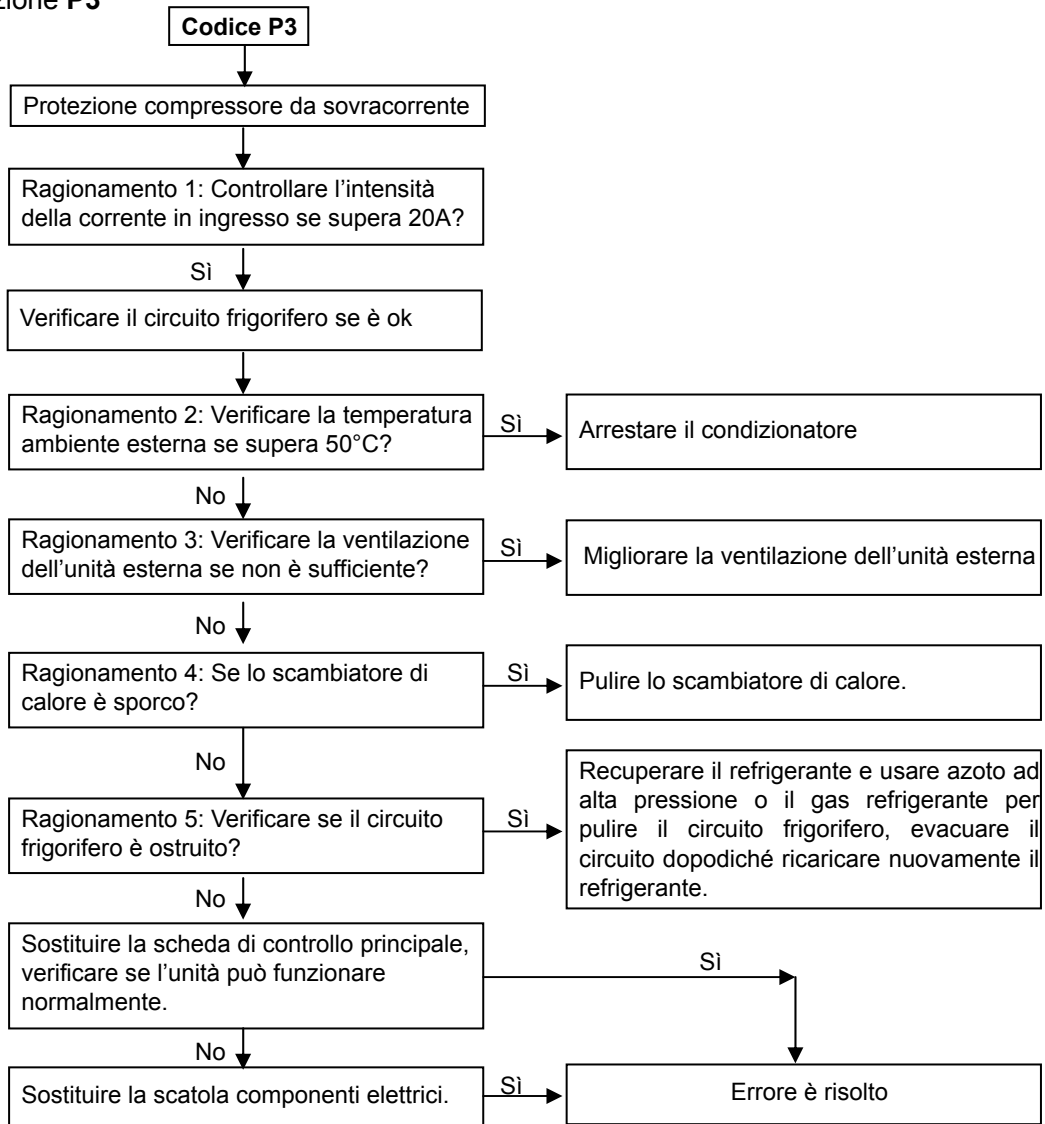 zione P3
Codice P3
Protezione compressore da sovracorrente
Ragionamento 1: Controllare l'intensità
della corrente in ingresso se supera 20A?
Sì
Verificare il circuito frigorifero se è ok
Ragionamento 2: Verificare la temperatura
ambiente esterna se supera 50°C?
Sì
Arrestare il condizionatore
No
Ragionamento 3: Verificare la ventilazione
dell'unità esterna se non è sufficiente?
Sì
Migliorare la ventilazione dell'unità esterna
No
Ragionamento 4: Se lo scambiatore di
calore è sporco?
Sì
Pulire lo scambiatore di calore.
No
Ragionamento 5: Verificare se il circuito
frigorifero è ostruito?
Sì
Recuperare il refrigerante e usare azoto ad
alta pressione o il gas refrigerante per
pulire il circuito frigorifero, evacuare il
circuito dopodiché ricaricare nuovamente il
refrigerante.
No
Sostituire la scheda di controllo principale,
verificare se l'unità può funzionare
normalmente.
Sì
No
Sostituire la scatola componenti elettrici.
Sì
Errore è risolto